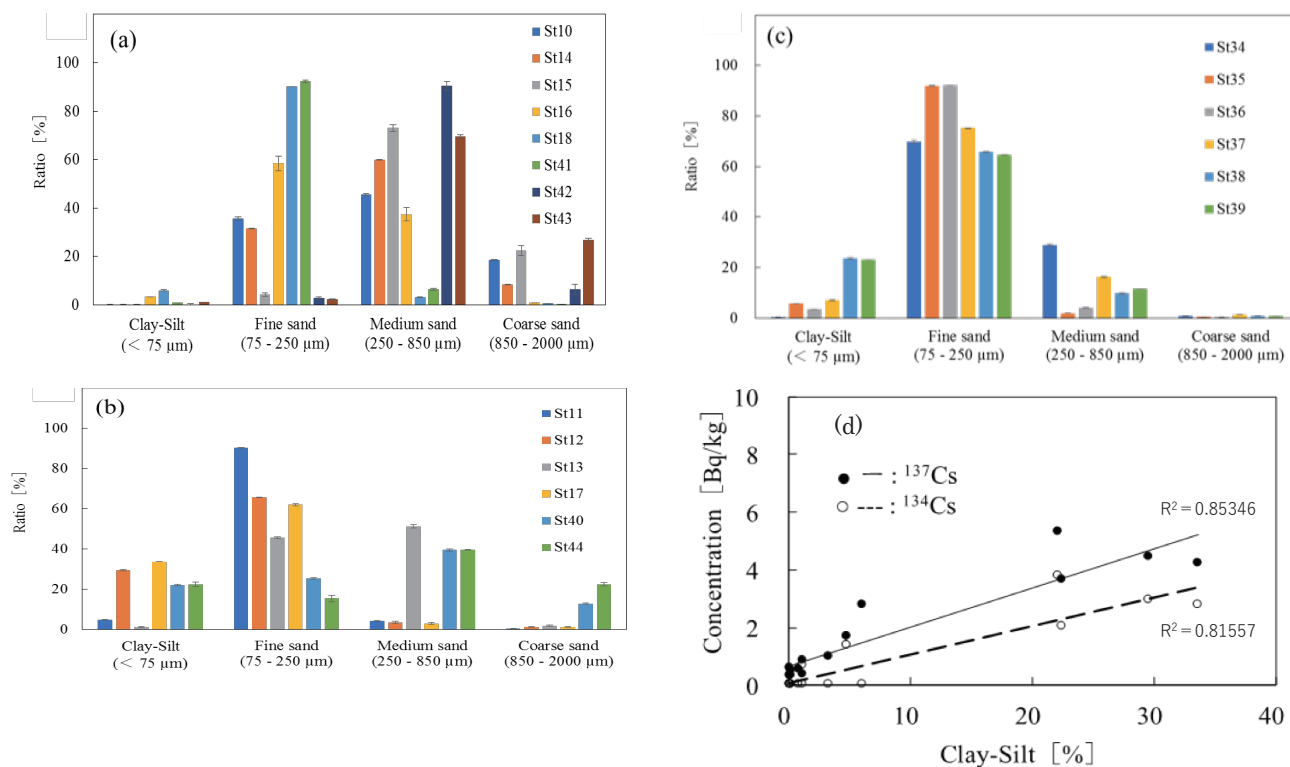 (a)
St10
St14
St15
St16
St18
St41
St42
St43
Ratio [%]
100
80
60
40
20
0
Clay-Silt
(< 75 µm)
Fine sand
(75 - 250 µm)
Medium sand
(250 - 850 µm)
Coarse sand
(850 - 2000 µm)
(b)
St11
St12
St13
St17
St40
St44
Ratio [%]
100
80
60
40
20
0
Clay-Silt
(< 75 µm)
Fine sand
(75 - 250 µm)
Medium sand
(250 - 850 µm)
Coarse sand
(850 - 2000 µm)
(c)
St34
St35
St36
St37
St38
St39
Ratio [%]
100
80
60
40
20
0
Clay-Silt
(< 75 µm)
Fine sand
(75 - 250 µm)
Medium sand
(250 - 850 µm)
Coarse sand
(850 - 2000 µm)
(d)
: ¹³⁷Cs
: ¹³⁴Cs
R² = 0.85346
R² = 0.81557
Concentration [Bq/kg]
10
8
6
4
2
0
0 10 20 30 40
Clay-Silt [%]